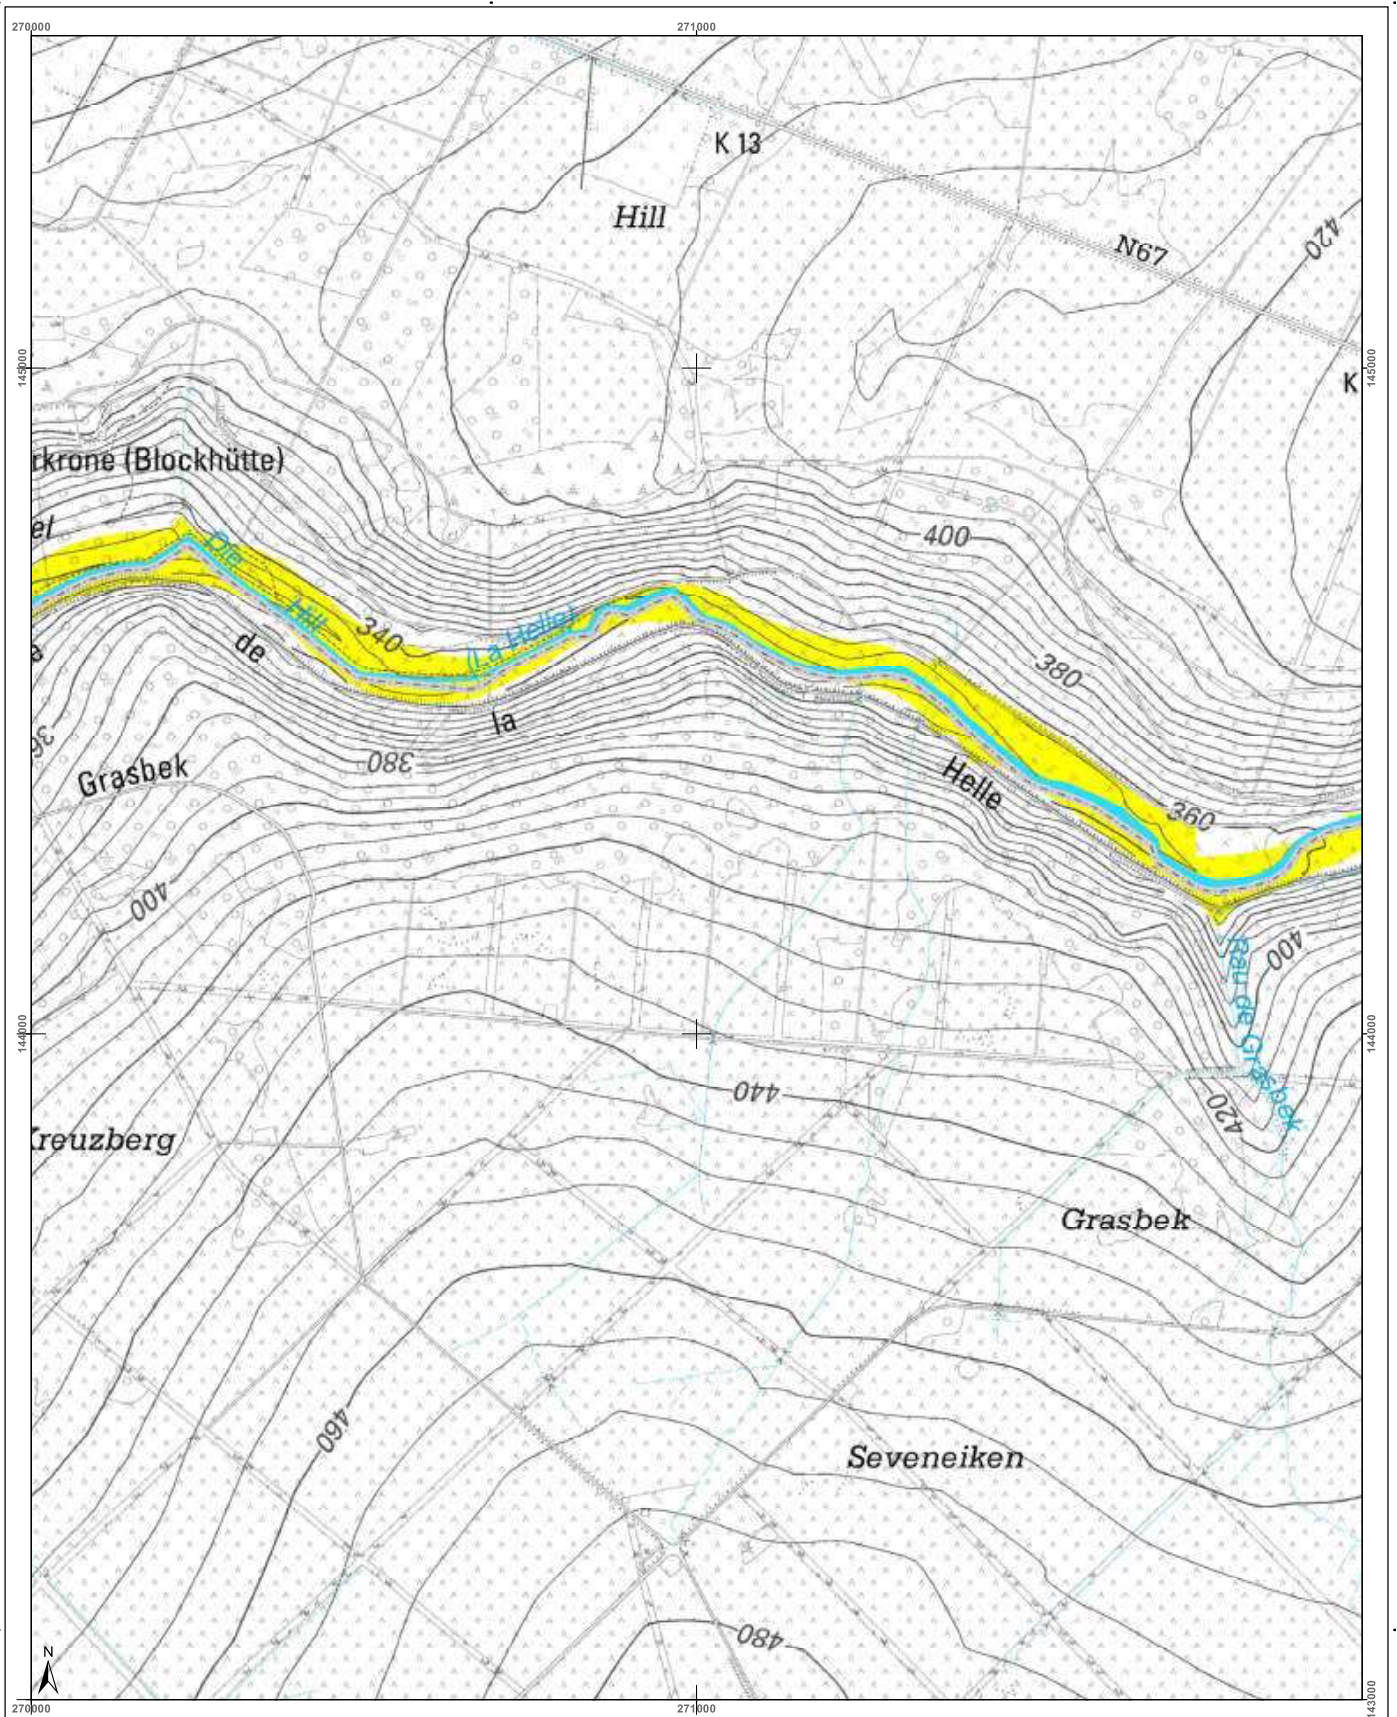 270000
271000
K 13
Hill
N67
420
145000
145000
K
rkrone (Blockhütte)
el
400
Die
Hill
(La Helle)
340
de
380
la
380
Grasbek
Helle
360
400
400
Rau de Grasbek
144000
144000
440
420
Kreuzberg
Grasbek
460
Seveneiken
480
N
270000
271000
143000